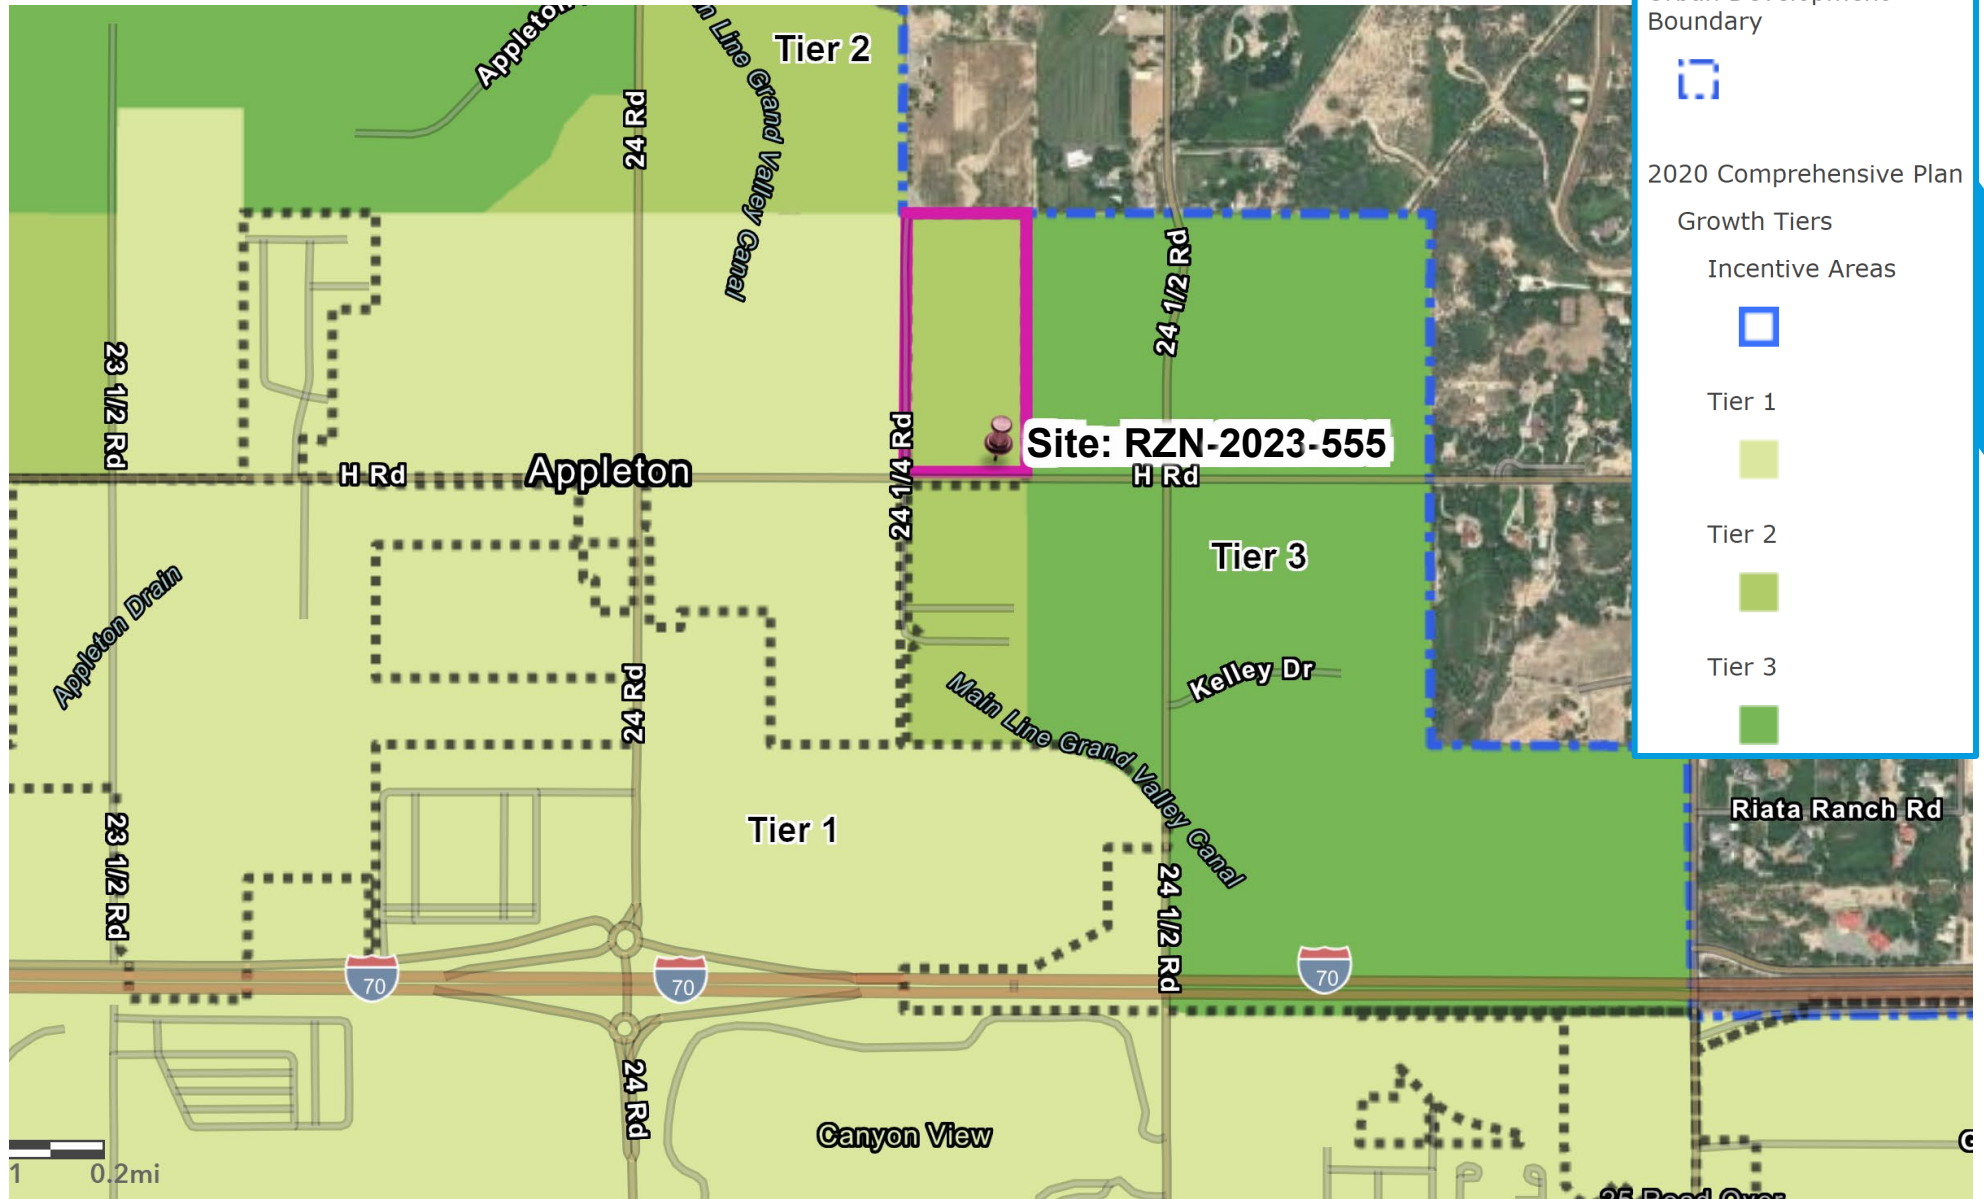 Boundary
2020 Comprehensive Plan
Growth Tiers
Incentive Areas
Tier 1
Tier 2
Tier 3
Appleton
Line Grand Valley Canal
Tier 2
24 Rd
24 1/2 Rd
23 1/2 Rd
24 1/4 Rd
Site: RZN-2023-555
H Rd
Appleton
H Rd
Tier 3
Appleton Drain
24 Rd
Kelley Dr
Main Line Grand Valley Canal
Tier 1
Riata Ranch Rd
23 1/2 Rd
24 1/2 Rd
70
70
70
24 Rd
Canyon View
0.2mi